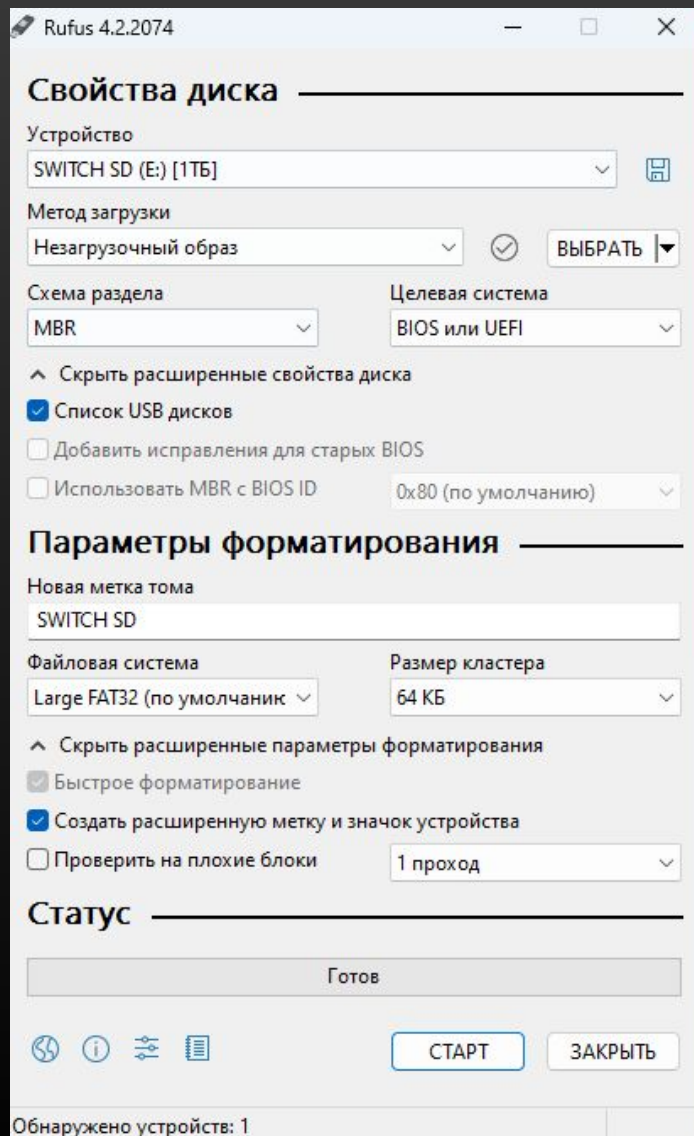 Rufus 4.2.2074
Свойства диска
Устройство
SWITCH SD (E:) [1ТБ]
Метод загрузки
Незагрузочный образ
ВЫБРАТЬ
Схема раздела
Целевая система
MBR
BIOS или UEFI
Скрыть расширенные свойства диска
Список USB дисков
Добавить исправления для старых BIOS
Использовать MBR с BIOS ID
0x80 (по умолчанию)
Параметры форматирования
Новая метка тома
SWITCH SD
Файловая система
Размер кластера
Large FAT32 (по умолчаник
64 КБ
Скрыть расширенные параметры форматирования
Быстрое форматирование
Создать расширенную метку и значок устройства
Проверить на плохие блоки
1 проход
Статус
Готов
СТАРТ
ЗАКРЫТЬ
Обнаружено устройств: 1